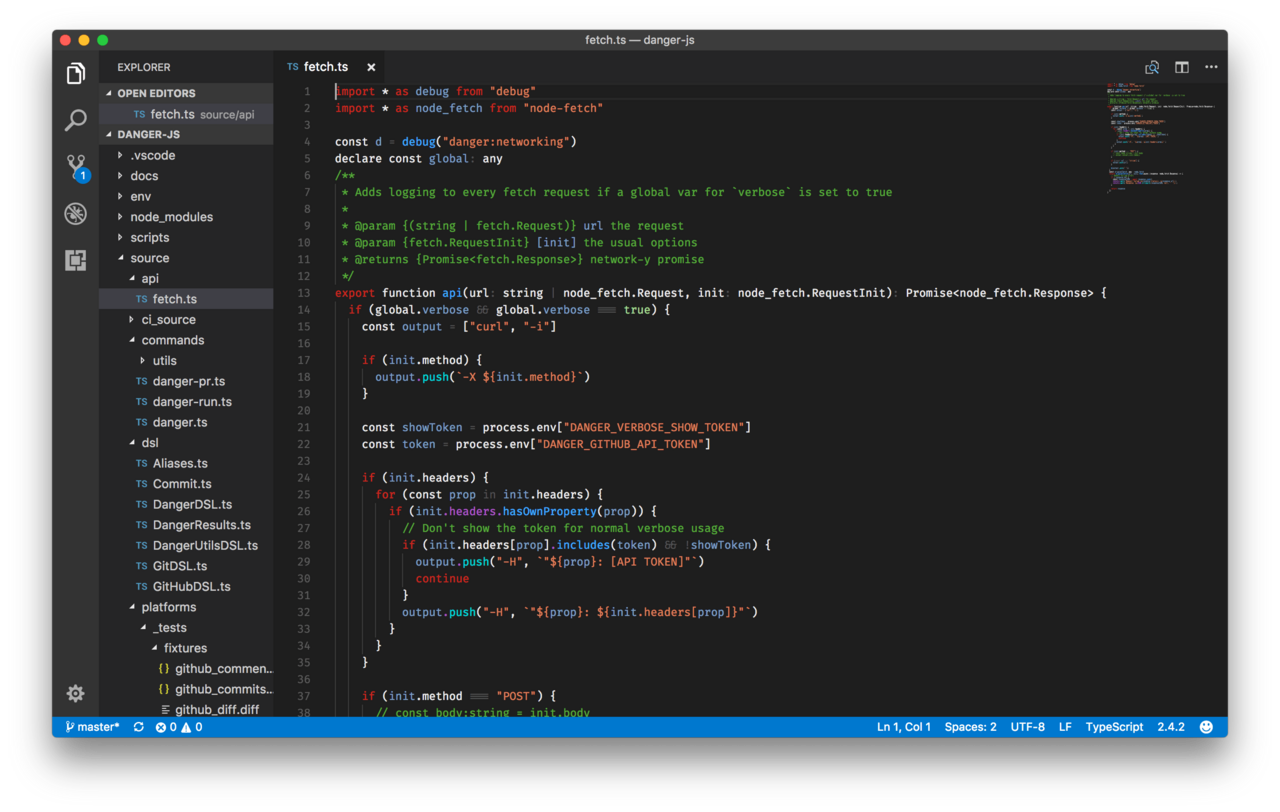 fetch.ts — danger-js
EXPLORER
OPEN EDITORS
TS fetch.ts source/api
DANGER-JS
.vscode
docs
env
node_modules
scripts
source
api
TS fetch.ts
ci_source
commands
utils
TS danger-pr.ts
TS danger-run.ts
TS danger.ts
dsl
TS Aliases.ts
TS Commit.ts
TS DangerDSL.ts
TS DangerResults.ts
TS DangerUtilsDSL.ts
TS GitDSL.ts
TS GitHubDSL.ts
platforms
_tests
fixtures
{} github_commen...
{} github_commits...
github_diff.diff
1
TS fetch.ts ×
1 import * as debug from "debug"
2 import * as node_fetch from "node-fetch"
3
4 const d = debug("danger:networking")
5 declare const global: any
6 /**
7 * Adds logging to every fetch request if a global var for `verbose` is set to true
8 *
9 * @param {(string | fetch.Request)} url the request
10 * @param {fetch.RequestInit} [init] the usual options
11 * @returns {Promise<fetch.Response>} network-y promise
12 */
13 export function api(url: string | node_fetch.Request, init: node_fetch.RequestInit): Promise<node_fetch.Response> {
14 if (global.verbose && global.verbose === true) {
15 const output = ["curl", "-i"]
16
17 if (init.method) {
18 output.push(`-X ${init.method}`)
19 }
20
21 const showToken = process.env["DANGER_VERBOSE_SHOW_TOKEN"]
22 const token = process.env["DANGER_GITHUB_API_TOKEN"]
23
24 if (init.headers) {
25 for (const prop in init.headers) {
26 if (init.headers.hasOwnProperty(prop)) {
27 // Don't show the token for normal verbose usage
28 if (init.headers[prop].includes(token) && !showToken) {
29 output.push("-H", `"${prop}: [API TOKEN]"`)
30 continue
31 }
32 output.push("-H", `"${prop}: ${init.headers[prop]}"`)
33 }
34 }
35 }
36
37 if (init.method === "POST") {
38 // const body:string = init.body
master* 0 0
Ln 1, Col 1 Spaces: 2 UTF-8 LF TypeScript 2.4.2